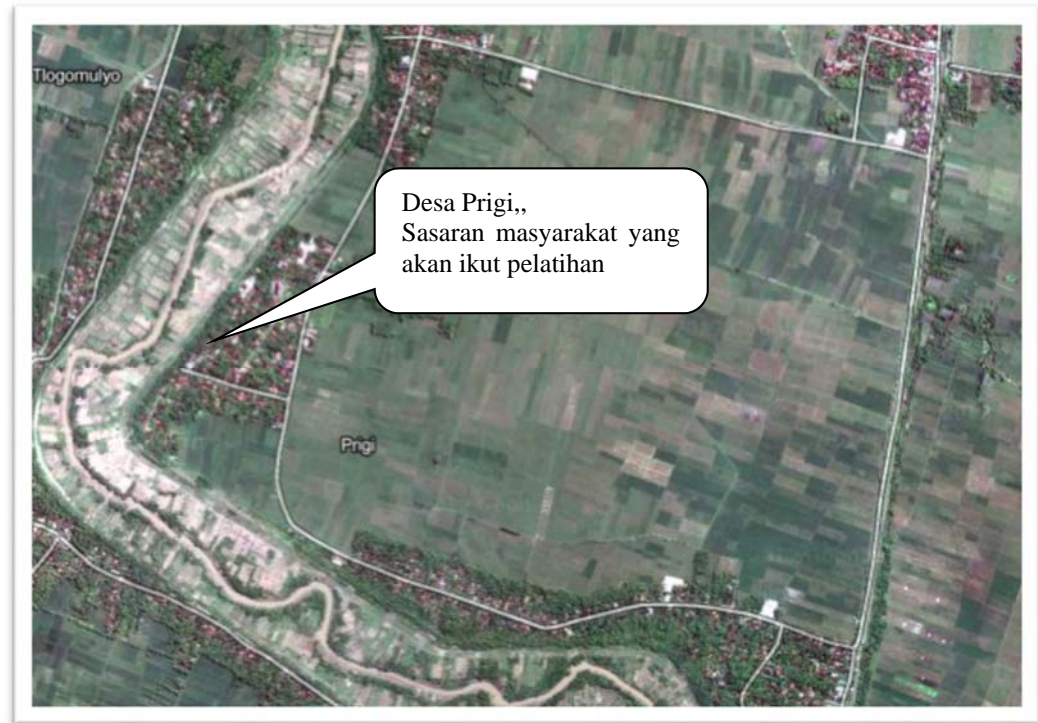 Tlogomulyo
Desa Prigi,,
Sasaran masyarakat yang
akan ikut pelatihan
Prigi